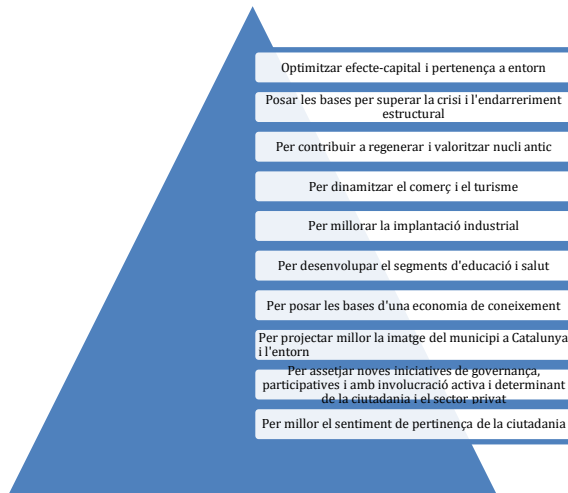 Optimitzar efecte-capital i pertenença a entorn
Posar les bases per superar la crisi i l'endarreriment
estructural
Per contribuir a regenerar i valoritzar nucli antic
Per dinamitzar el comerç i el turisme
Per millorar la implantació industrial
Per desenvolupar el segments d'educació i salut
Per posar les bases d'una economia de coneixement
Per projectar millor la imatge del municipi a Catalunya
i l'entorn
Per assetjar noves iniciatives de governança,
participatives i amb involucració activa i determinant
de la ciutadania i el sector privat
Per millor el sentiment de pertinença de la ciutadania